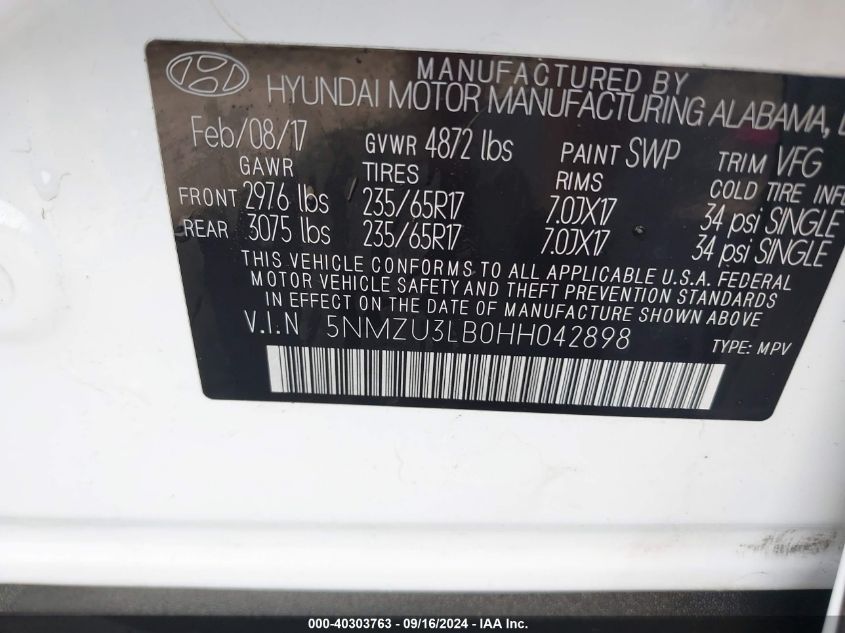 MANUFACTURED BY
HYUNDAI MOTOR MANUFACTURING ALABAMA,
Feb/08/17 GVWR 4872 lbs PAINT SWP TRIM VFG
GAWR TIRES RIMS COLD TIRE
FRONT 2976 lbs 235/65R17 7.0JX17 34 psi SINGLE
REAR 3075 lbs 235/65R17 7.0JX17 34 psi SINGLE
THIS VEHICLE CONFORMS TO ALL APPLICABLE U.S.A. FEDERAL
MOTOR VEHICLE SAFETY AND THEFT PREVENTION STANDARDS
IN EFFECT ON THE DATE OF MANUFACTURE SHOWN ABOVE.
V.I.N 5NMZU3LB0HH042898 TYPE: MPV
000-40303763 - 09/16/2024 - © IAA, Inc.